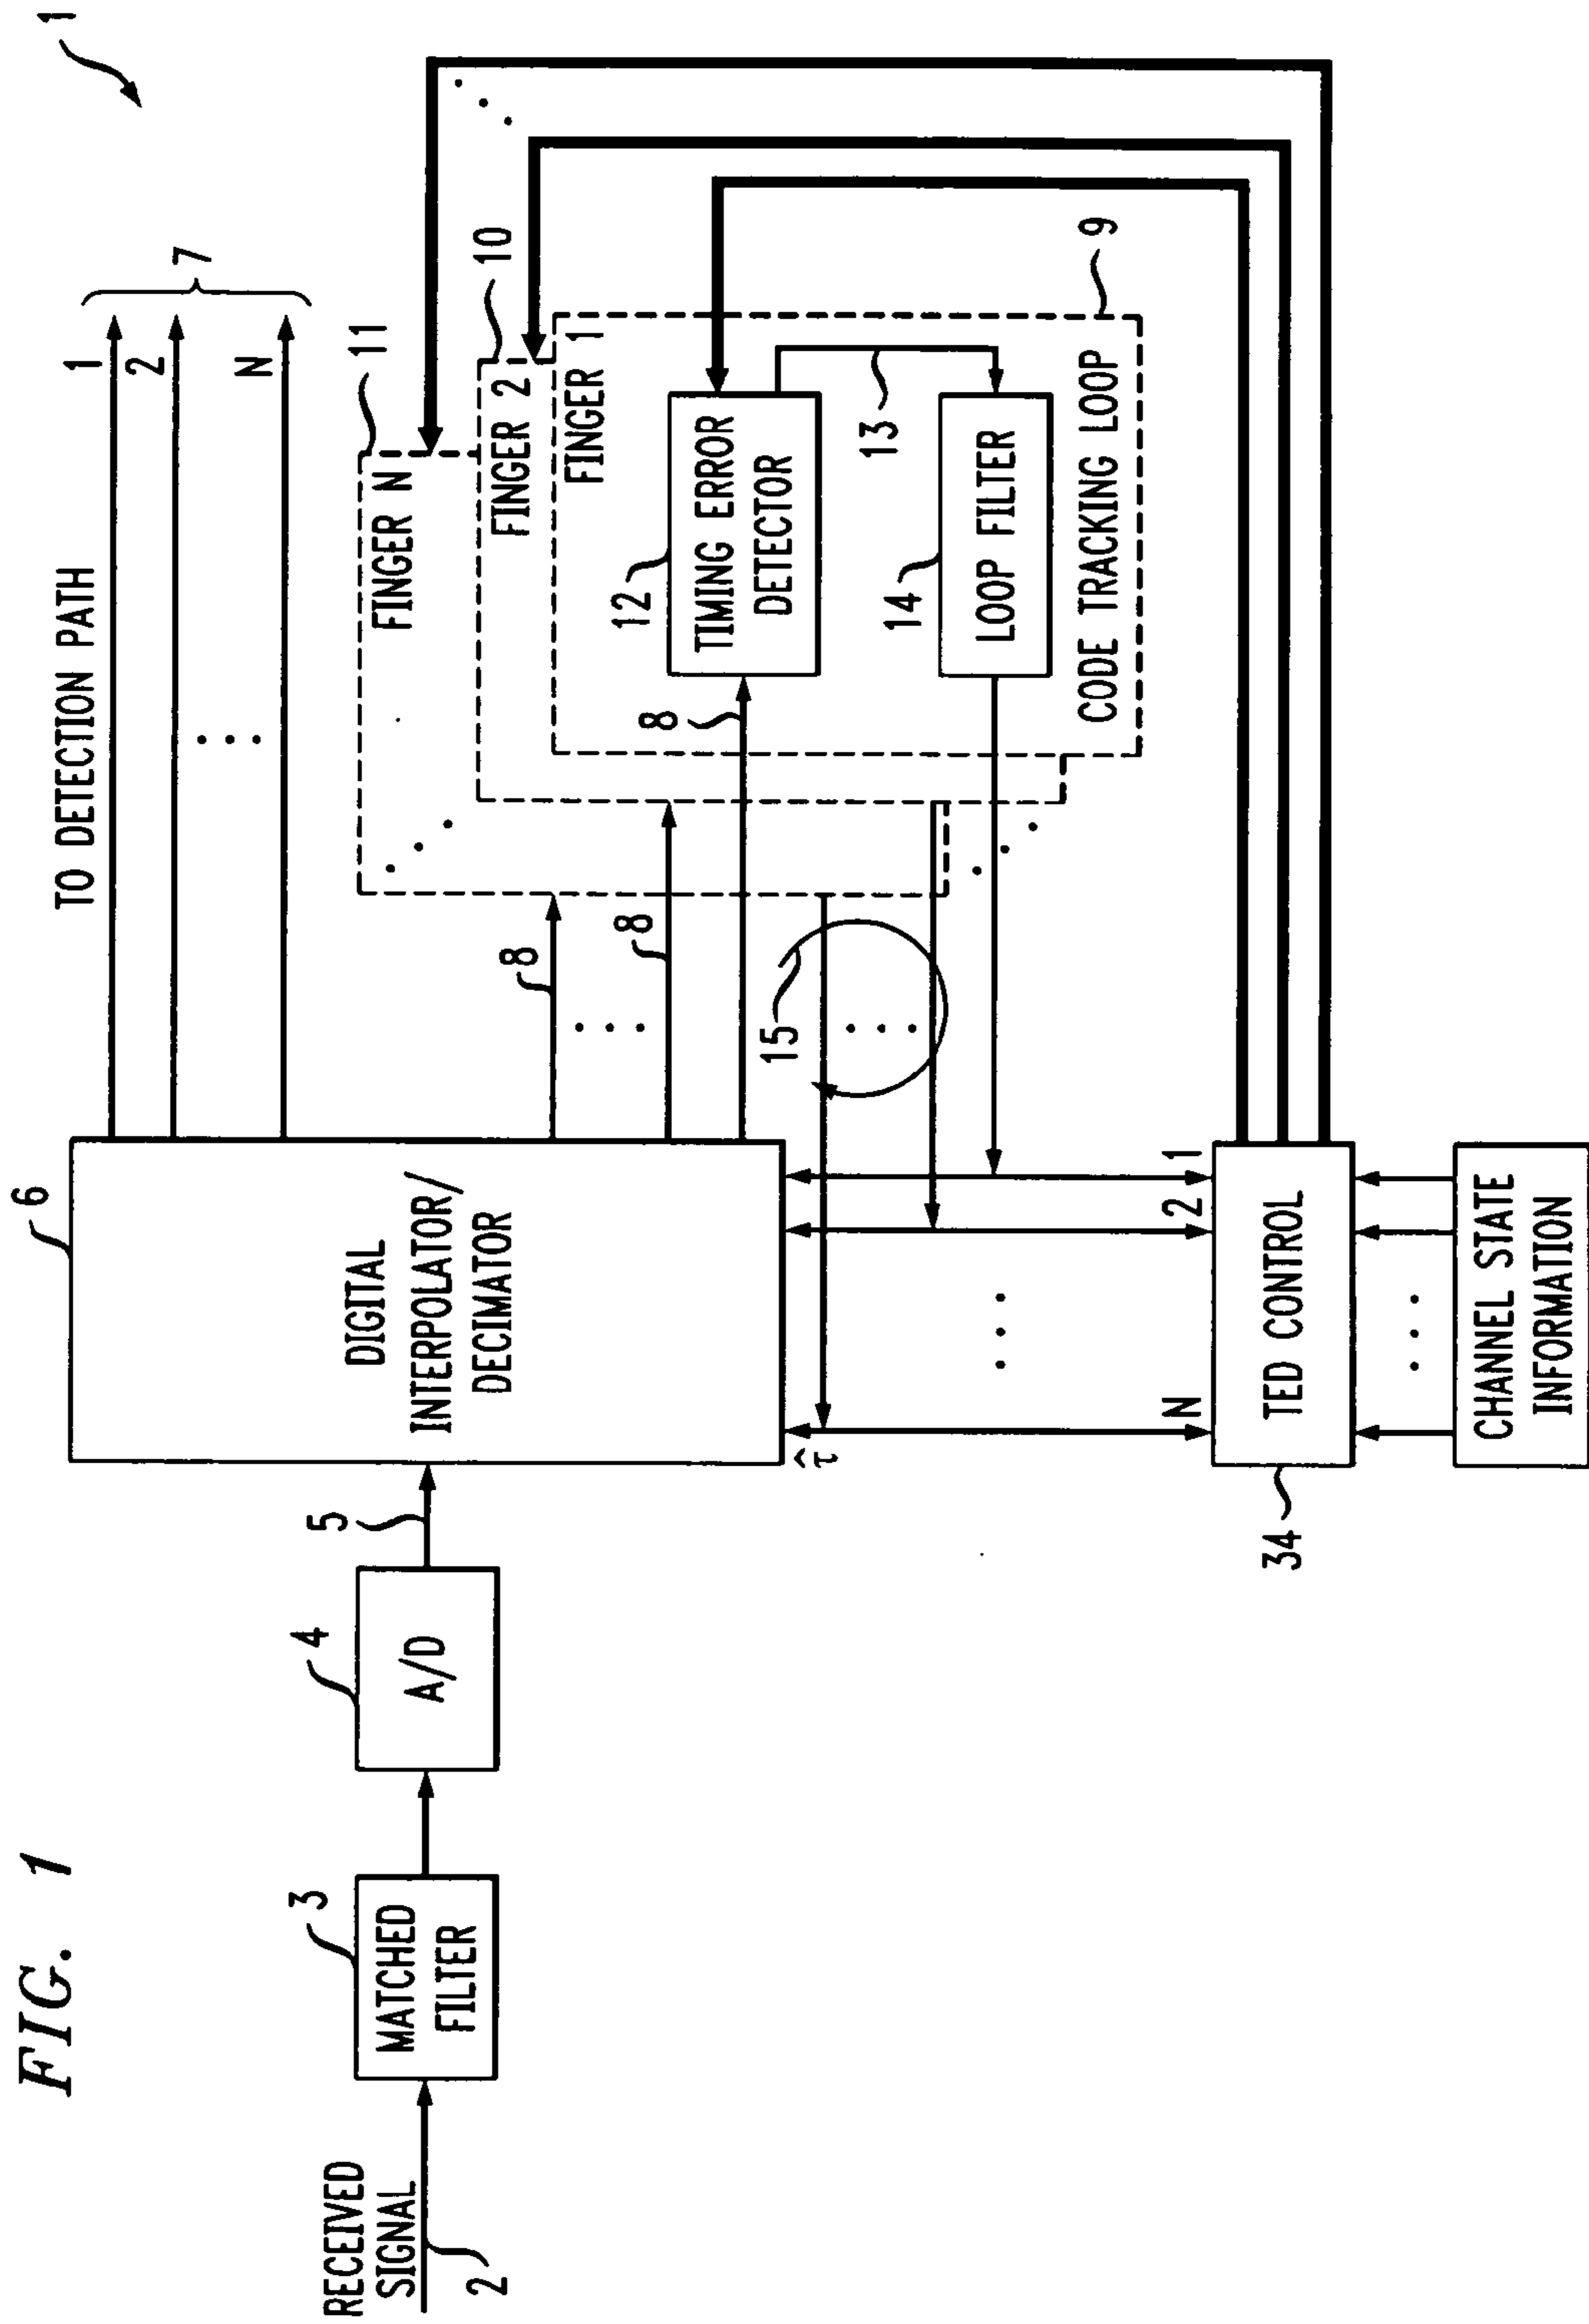 FIG. 1
1
RECEIVED
SIGNAL
2
MATCHED
FILTER
3
A/D
4
5
DIGITAL
INTERPOLATOR/
DECIMATOR
6
τ̂
TO DETECTION PATH
1
2
N
7
8
8
8
FINGER N
11
FINGER 2
10
FINGER 1
TIMING ERROR
DETECTOR
12
13
LOOP FILTER
14
CODE TRACKING LOOP
9
15
N
2
1
TED CONTROL
34
CHANNEL STATE
INFORMATION